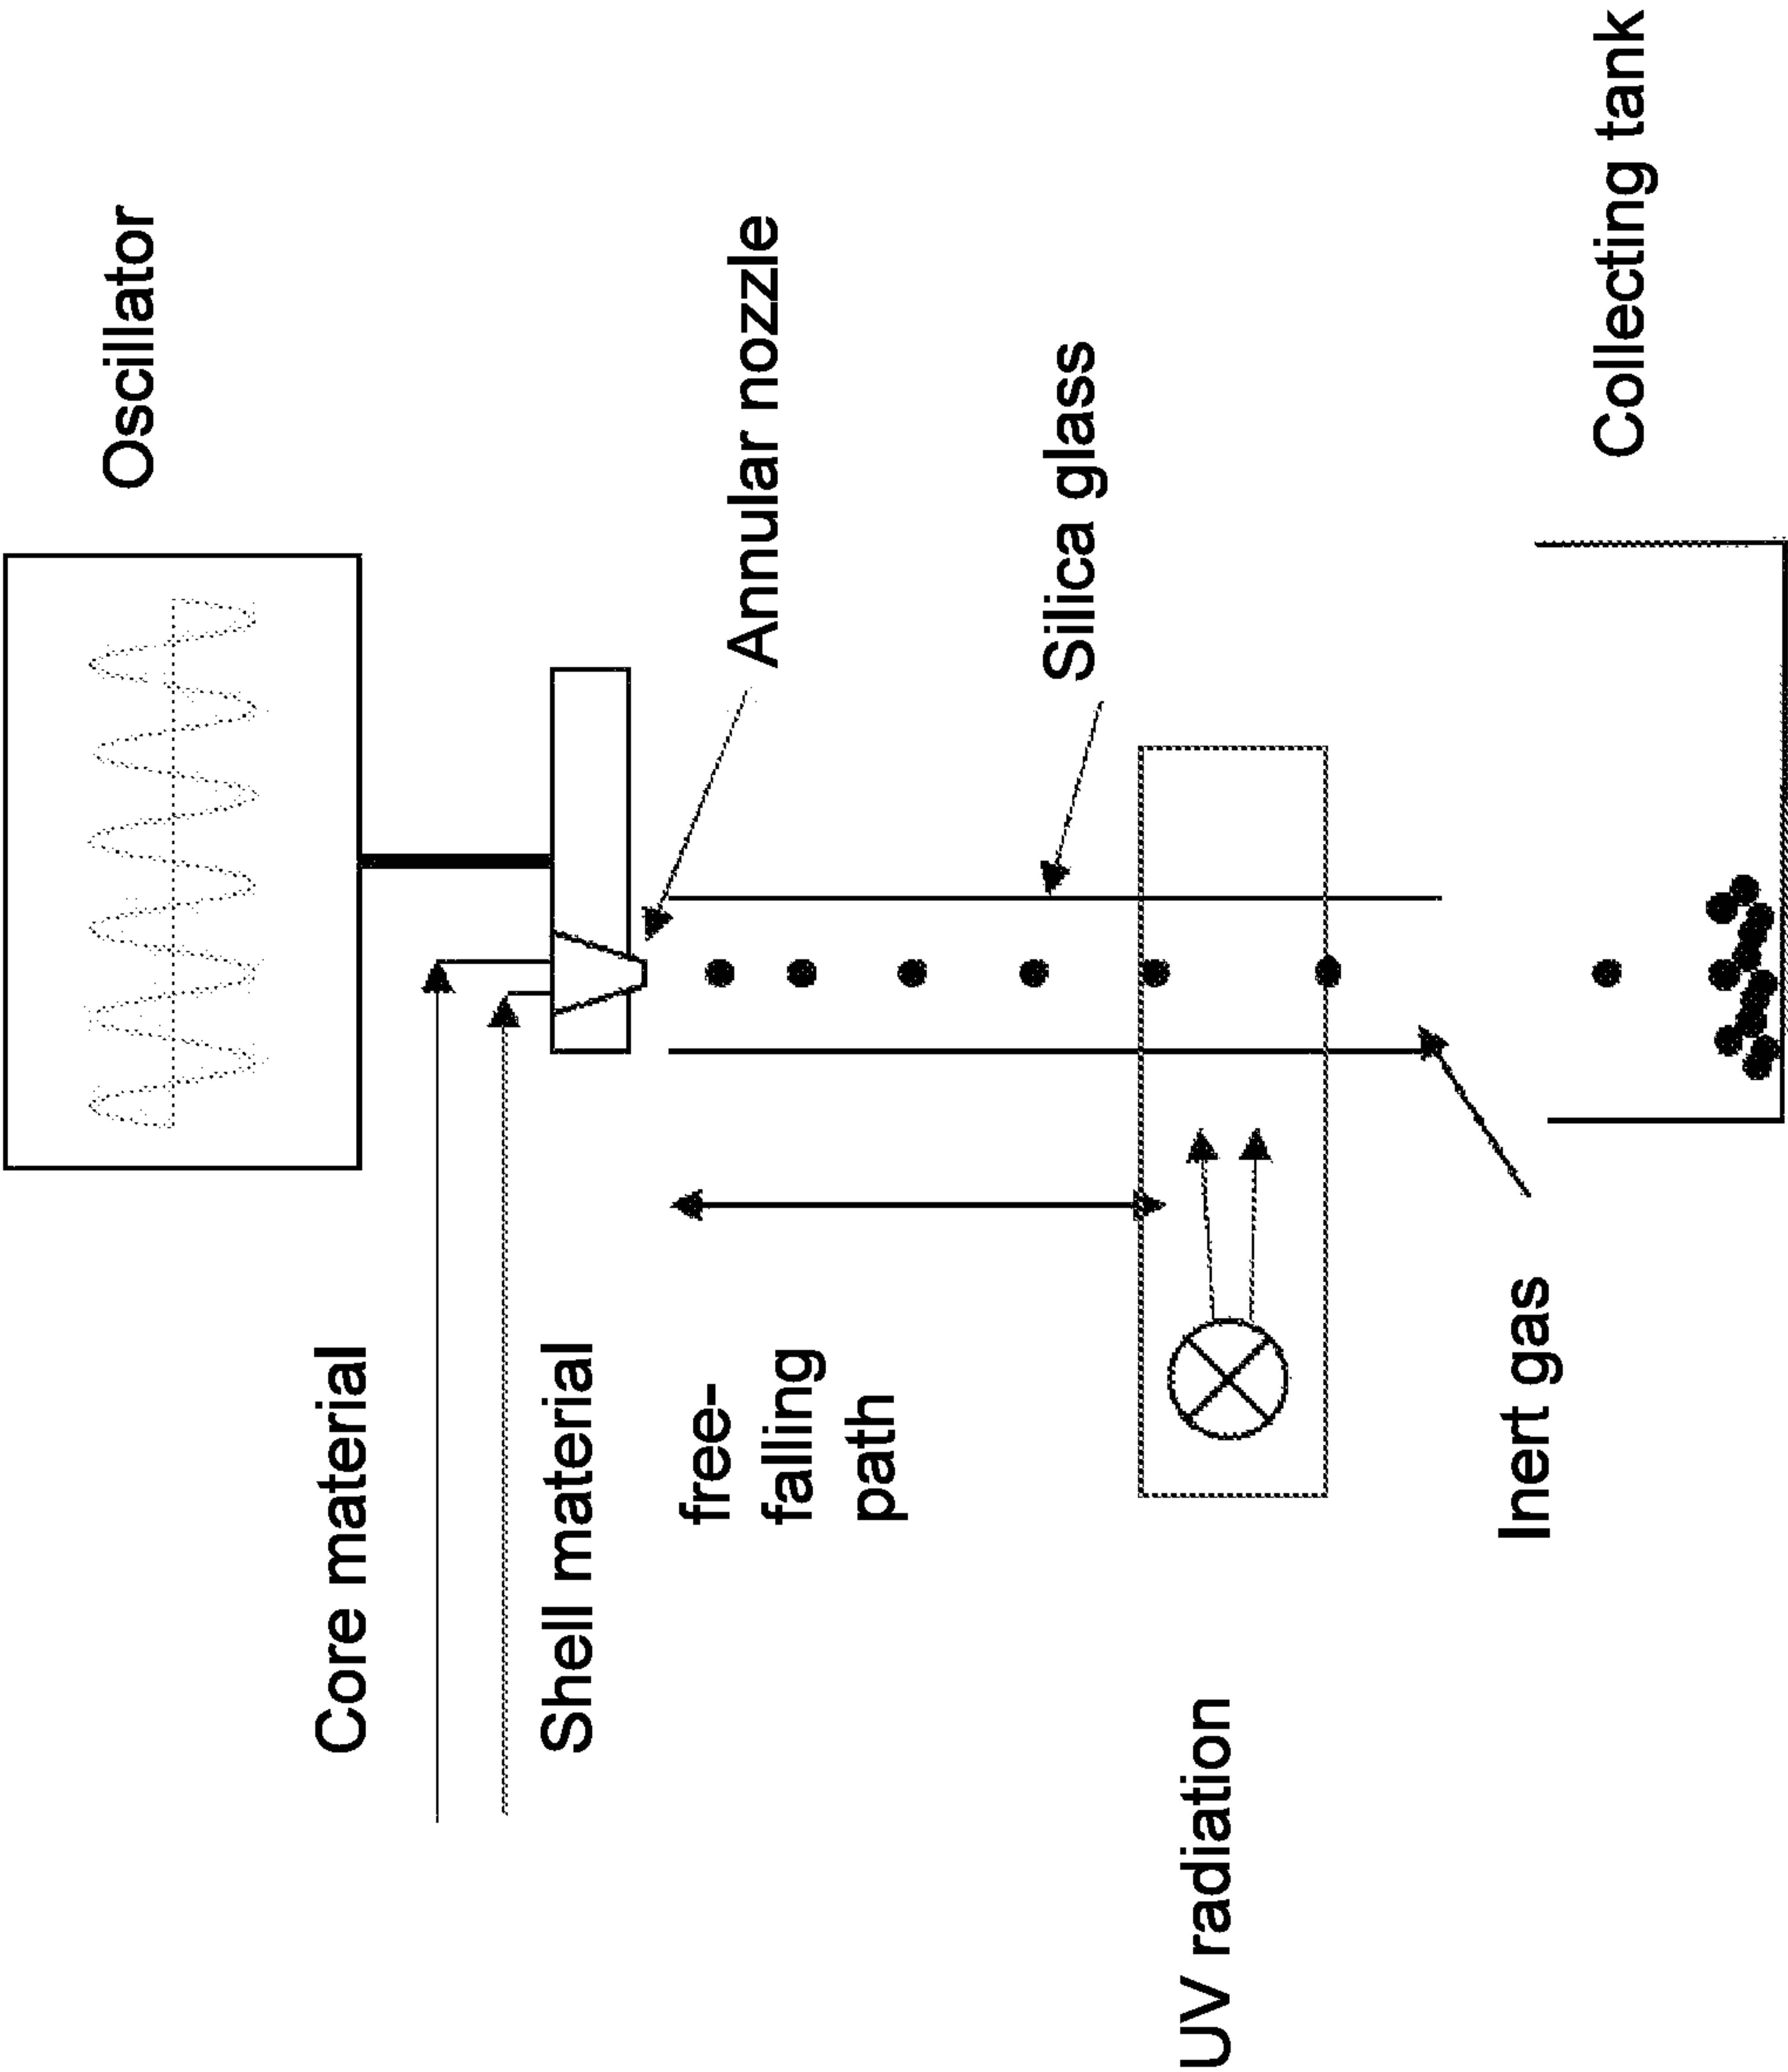 Oscillator
Core material
Shell material
Annular nozzle
free-
falling
path
Silica glass
UV radiation
Inert gas
Collecting tank